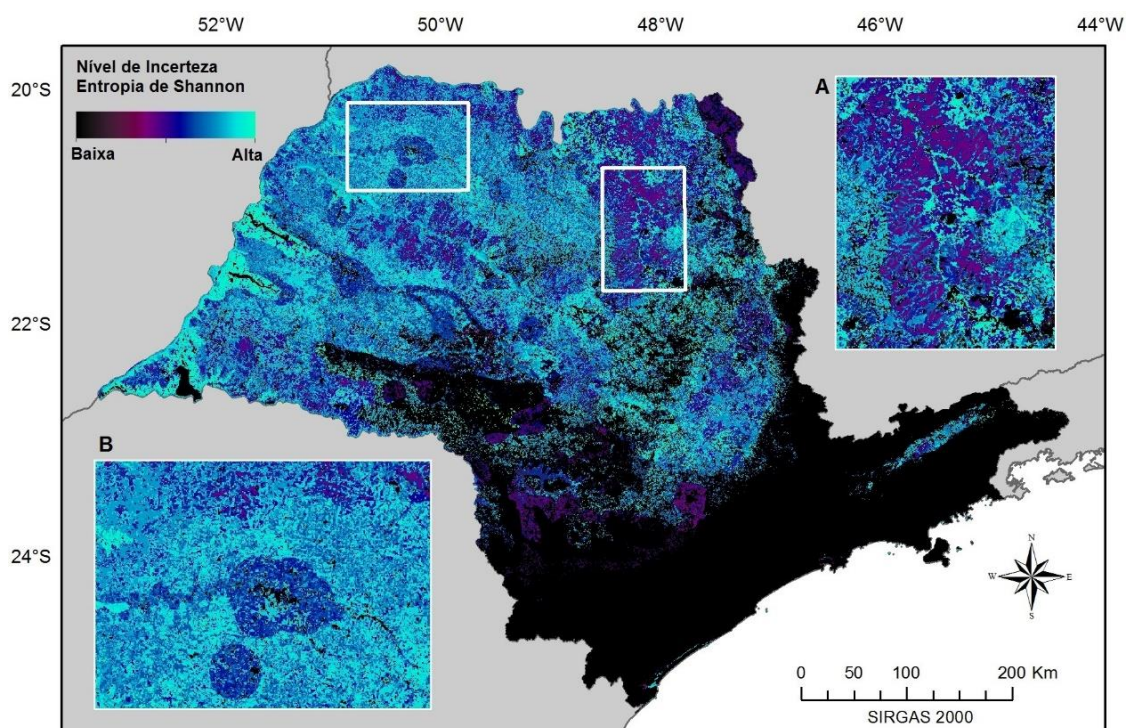 52°W 50°W 48°W 46°W 44°W
20°S
22°S
24°S
Nível de Incerteza
Entropia de Shannon
Baixa Alta
A
B
N
W E
S
0 50 100 200 Km
SIRGAS 2000